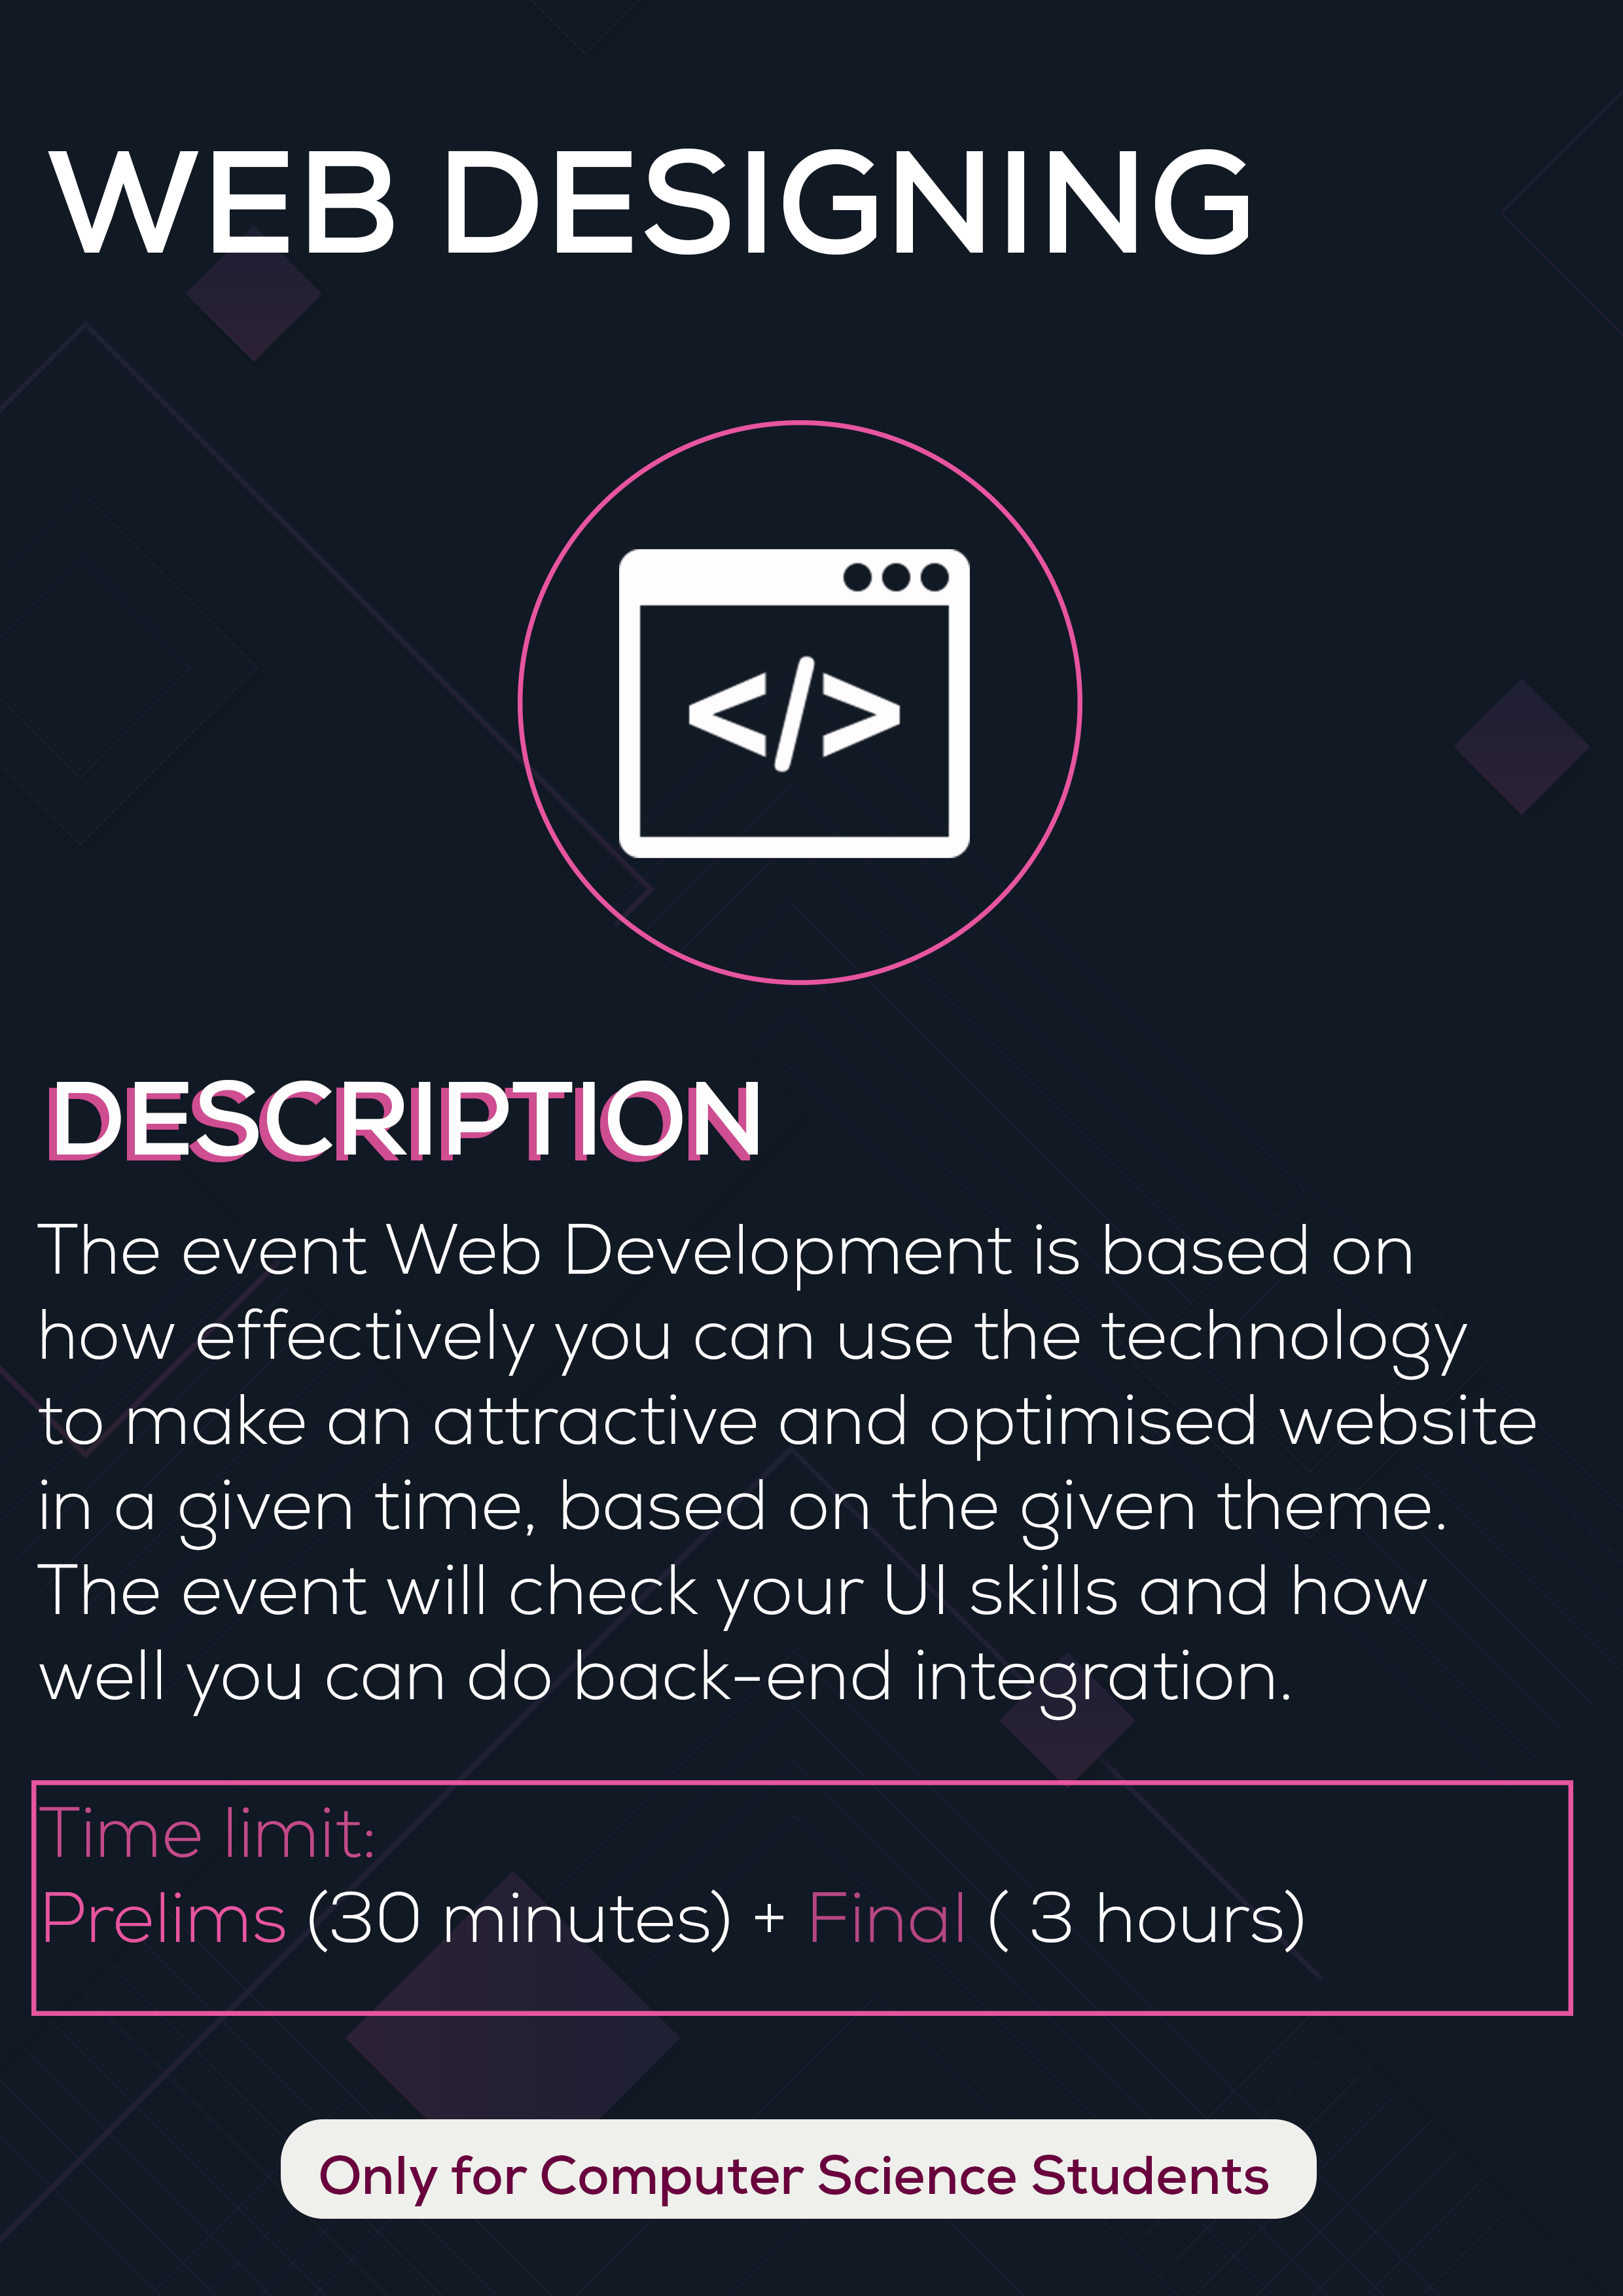 WEB DESIGNING
</>
DESCRIPTION
The event Web Development is based on
how effectively you can use the technology
to make an attractive and optimised website
in a given time, based on the given theme.
The event will check your UI skills and how
well you can do back-end integration.
Time limit:
Prelims (30 minutes) + Final ( 3 hours)
Only for Computer Science Students